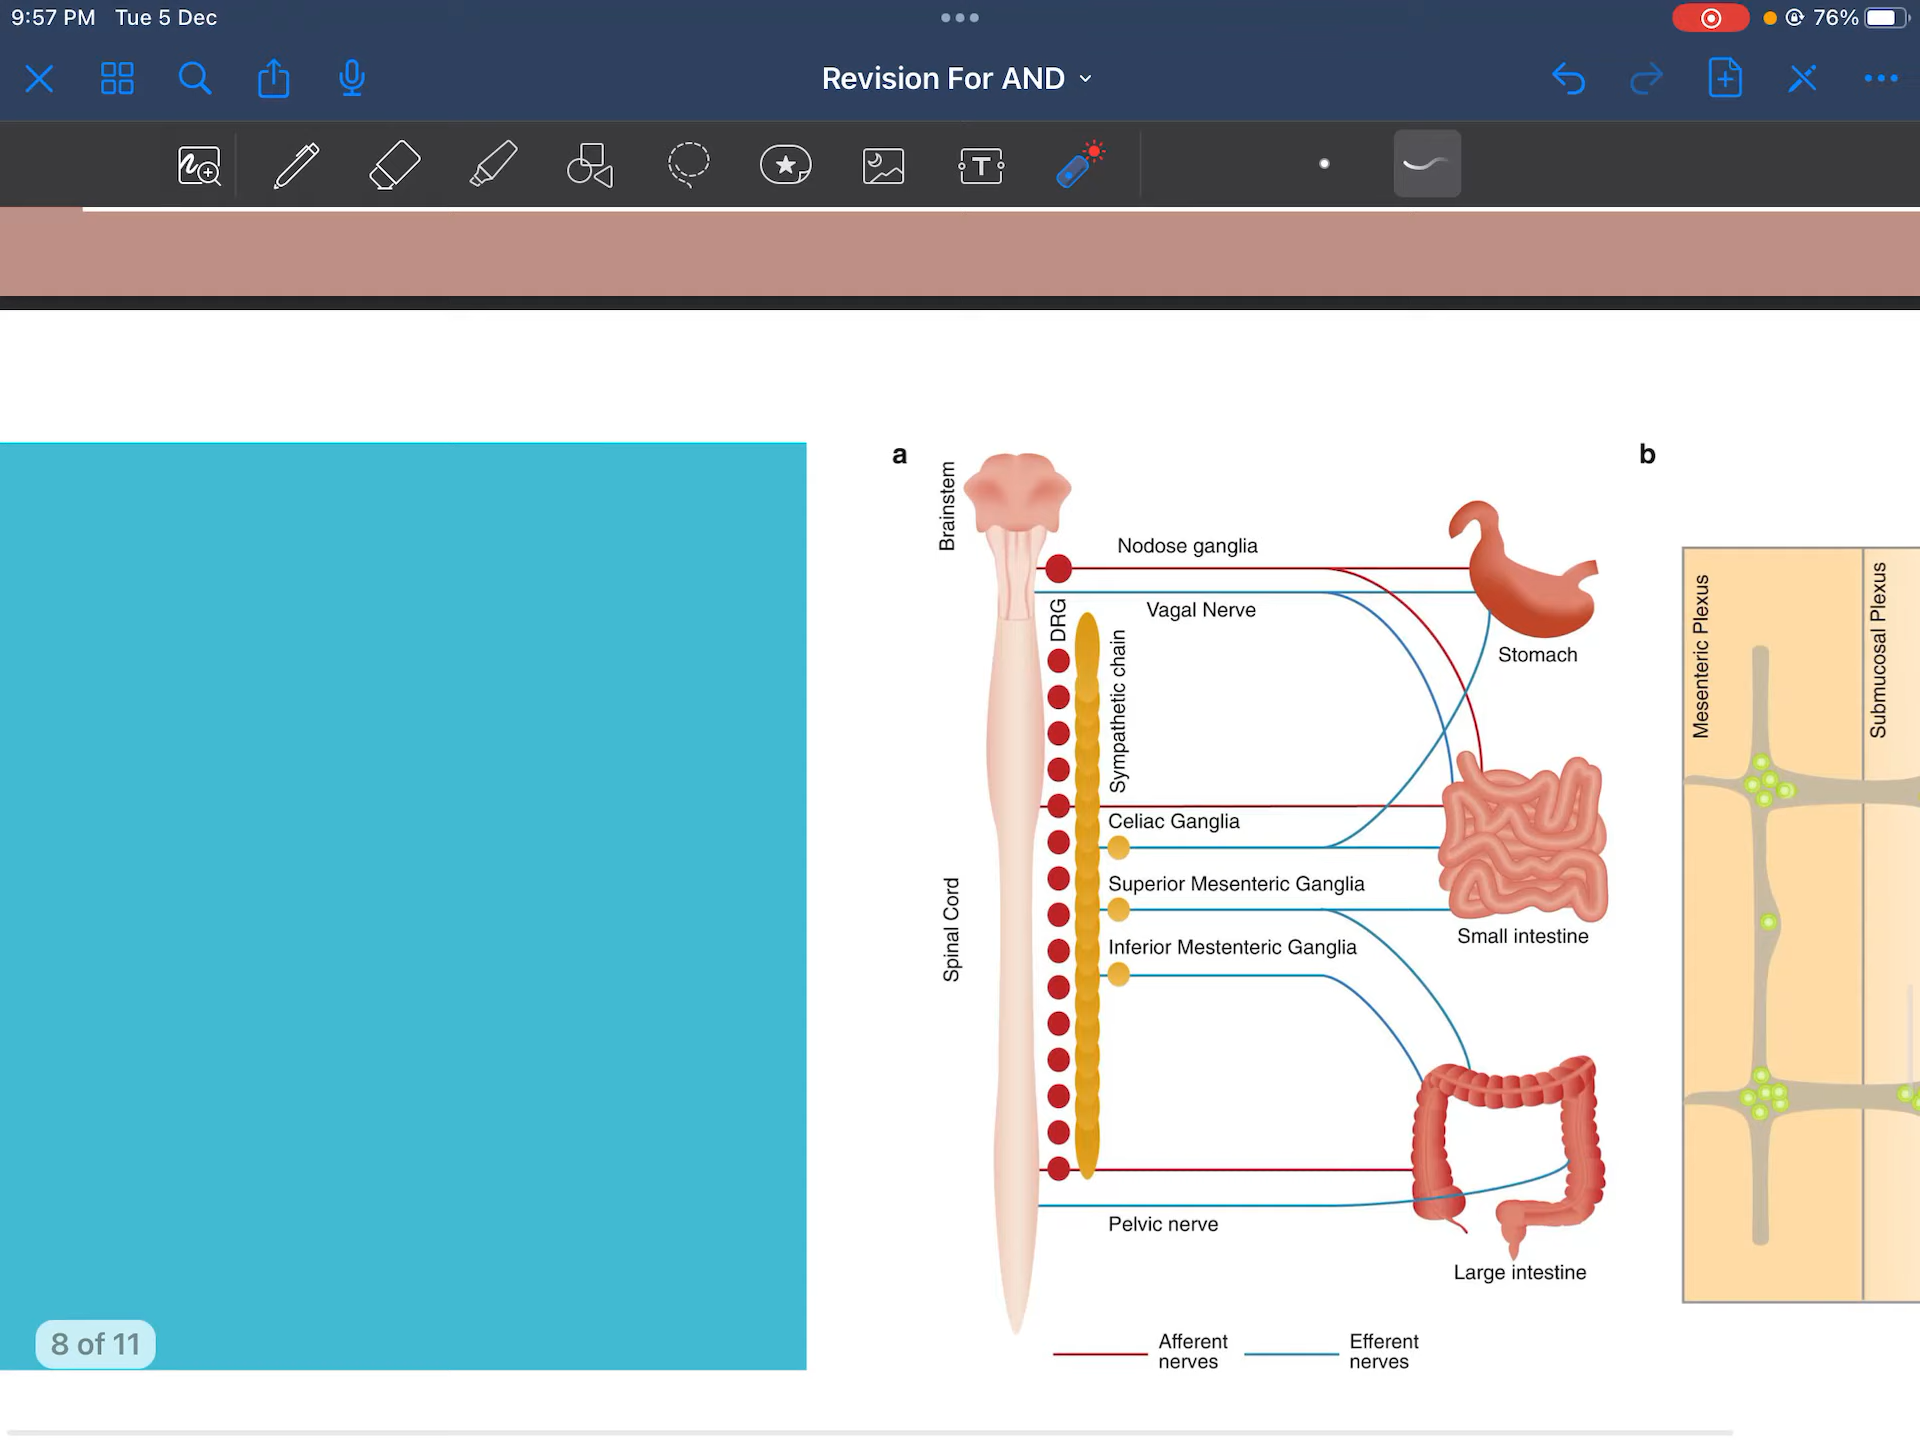 9:57 PM Tue 5 Dec
76%
Revision For AND
T
a
b
Brainstem
Nodose ganglia
Vagal Nerve
DRG
Sympathetic chain
Stomach
Mesenteric Plexus
Submucosal Plexus
Celiac Ganglia
Superior Mesenteric Ganglia
Spinal Cord
Small intestine
Inferior Mestenteric Ganglia
Pelvic nerve
Large intestine
8 of 11
Afferent
nerves
Efferent
nerves